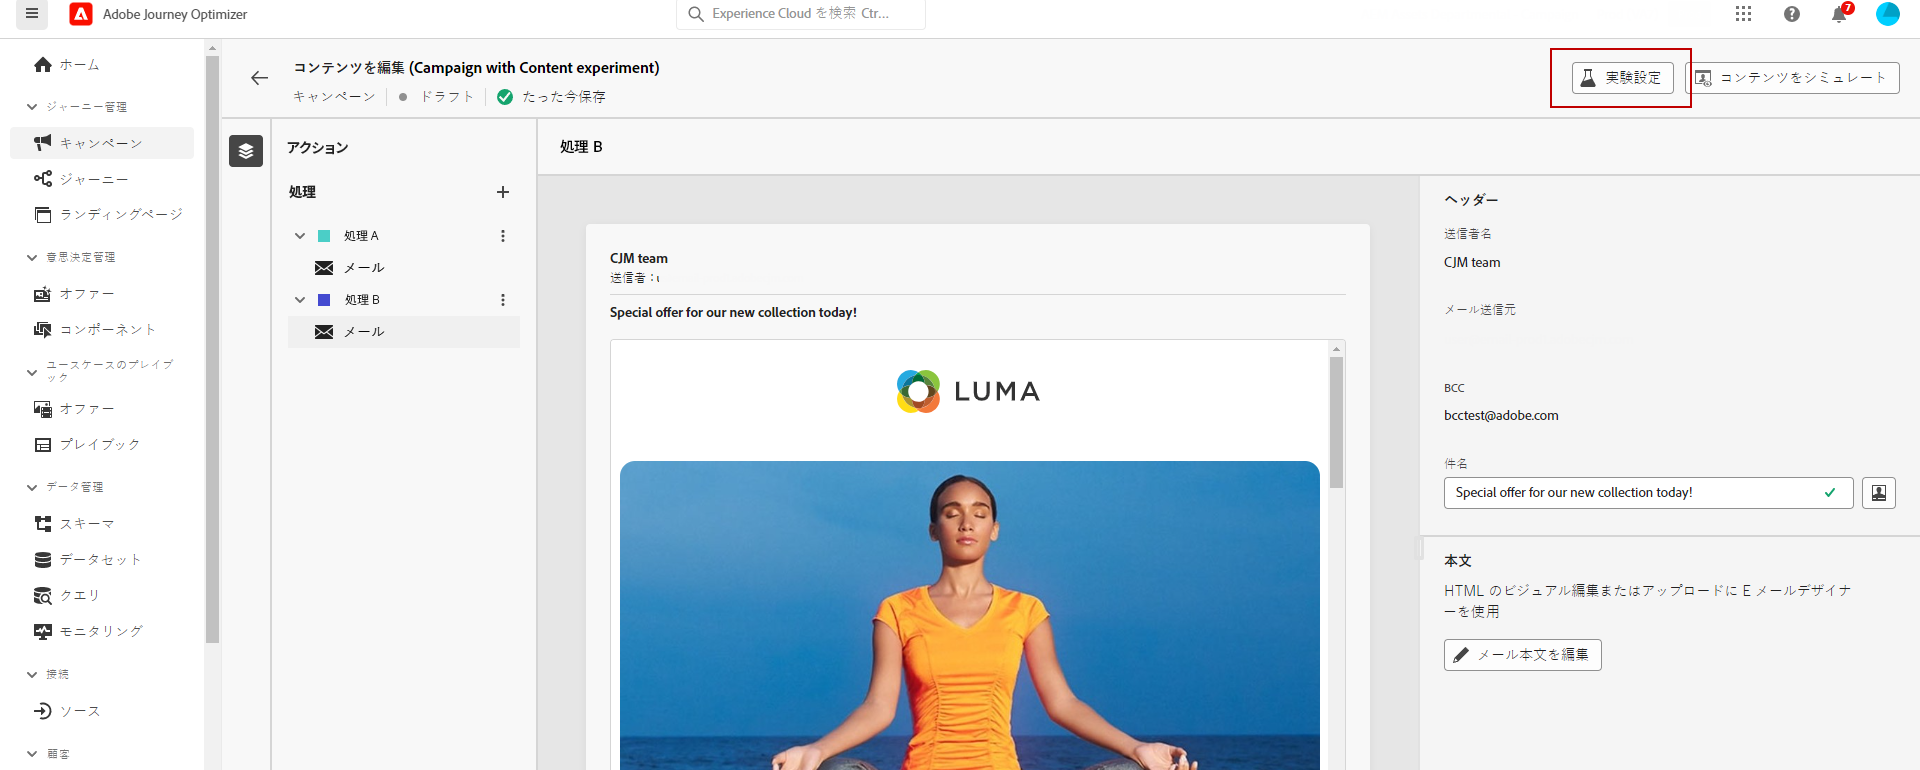 Adobe Journey Optimizer
Experience Cloud を検索 Ctr...
7
ホーム
ジャーニー管理
キャンペーン
ジャーニー
ランディングページ
意思決定管理
オファー
コンポーネント
ユースケースのプレイブ
ック
オファー
プレイブック
データ管理
スキーマ
データセット
クエリ
モニタリング
接続
ソース
顧客
コンテンツを編集 (Campaign with Content experiment)
キャンペーン
ドラフト
たった今保存
実験設定
コンテンツをシミュレート
アクション
処理
処理 A
メール
処理 B
メール
処理 B
CJM team
送信者：
Special offer for our new collection today!
LUMA
ヘッダー
送信者名
CJM team
メール送信元
BCC
bcctest@adobe.com
件名
Special offer for our new collection today!
本文
HTML のビジュアル編集またはアップロードに E メールデザイナ
ーを使用
メール本文を編集